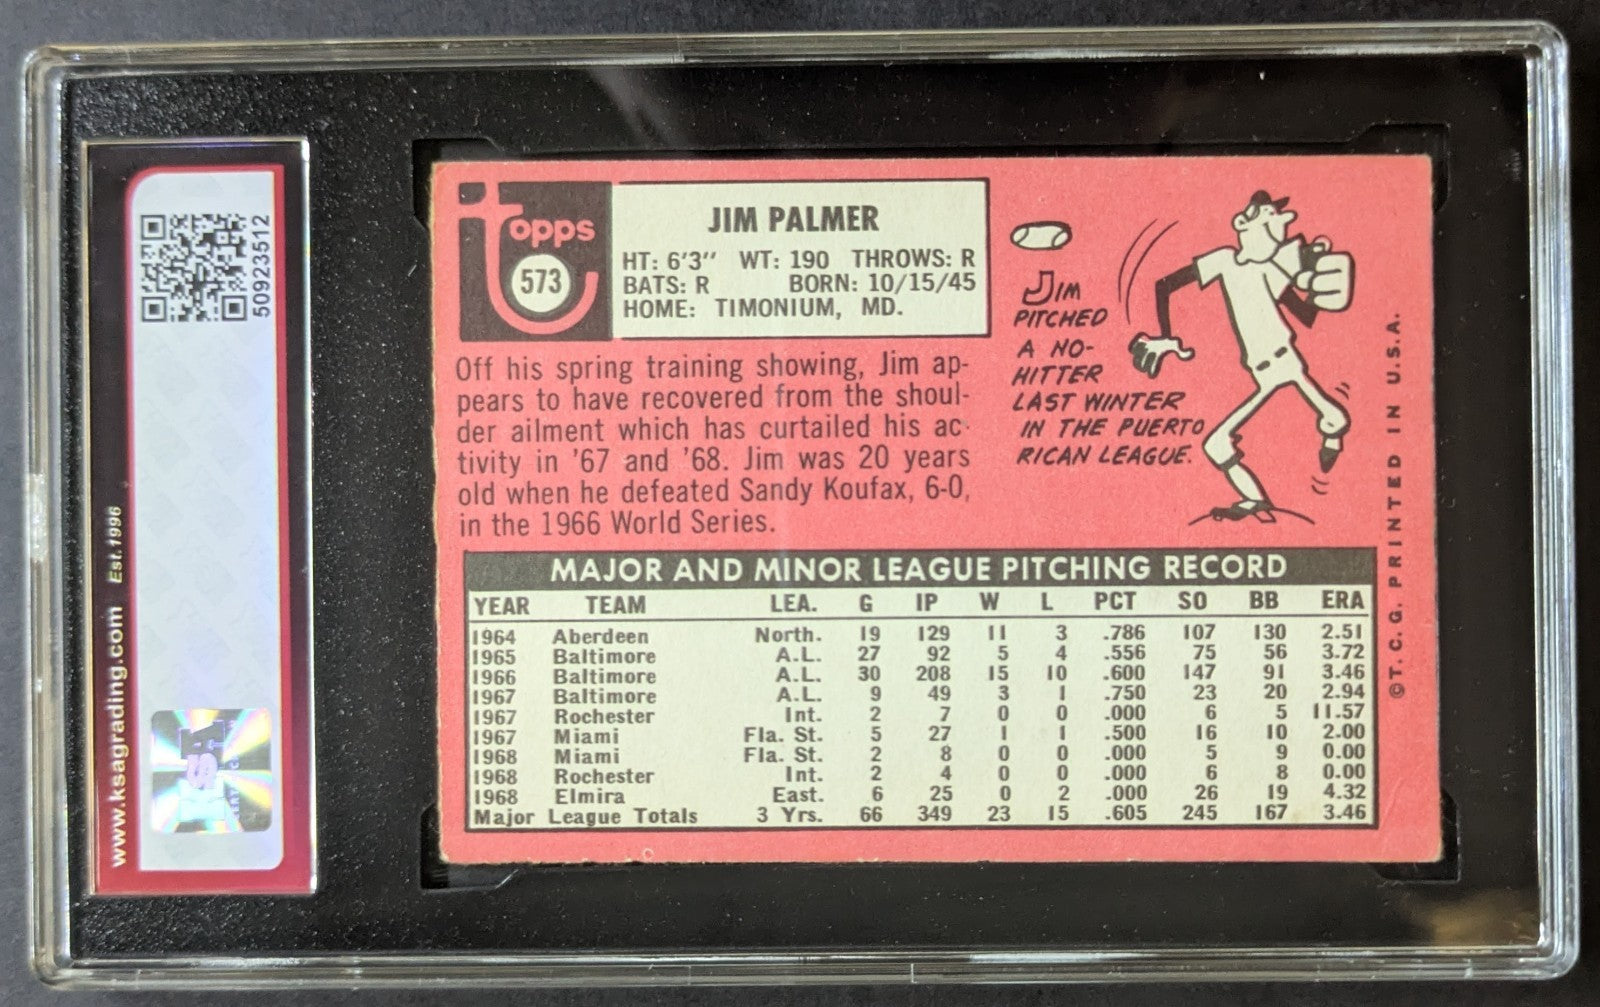 50923512
www.ksagrading.com Est.1996
KSA
topps
573
JIM PALMER
HT: 6'3" WT: 190 THROWS: R
BATS: R BORN: 10/15/45
HOME: TIMONIUM, MD.
Off his spring training showing, Jim ap-
pears to have recovered from the shoul-
der ailment which has curtailed his ac-
tivity in '67 and '68. Jim was 20 years
old when he defeated Sandy Koufax, 6-0,
in the 1966 World Series.
JIM
PITCHED
A NO-
HITTER
LAST WINTER
IN THE PUERTO
RICAN LEAGUE.
MAJOR AND MINOR LEAGUE PITCHING RECORD
YEAR TEAM LEA. G IP W L PCT SO BB ERA
1964 Aberdeen North. 19 129 11 3 .786 107 130 2.51
1965 Baltimore A.L. 27 92 5 4 .556 75 56 3.72
1966 Baltimore A.L. 30 208 15 10 .600 147 91 3.46
1967 Baltimore A.L. 9 49 3 1 .750 23 20 2.94
1967 Rochester Int. 2 7 0 0 .000 6 5 11.57
1967 Miami Fla. St. 5 27 1 1 .500 16 10 2.00
1968 Miami Fla. St. 2 8 0 0 .000 5 9 0.00
1968 Rochester Int. 2 4 0 0 .000 6 8 0.00
1968 Elmira East. 6 25 0 2 .000 26 19 4.32
Major League Totals 3 Yrs. 66 349 23 15 .605 245 167 3.46
©T. C. G. PRINTED IN U.S.A.